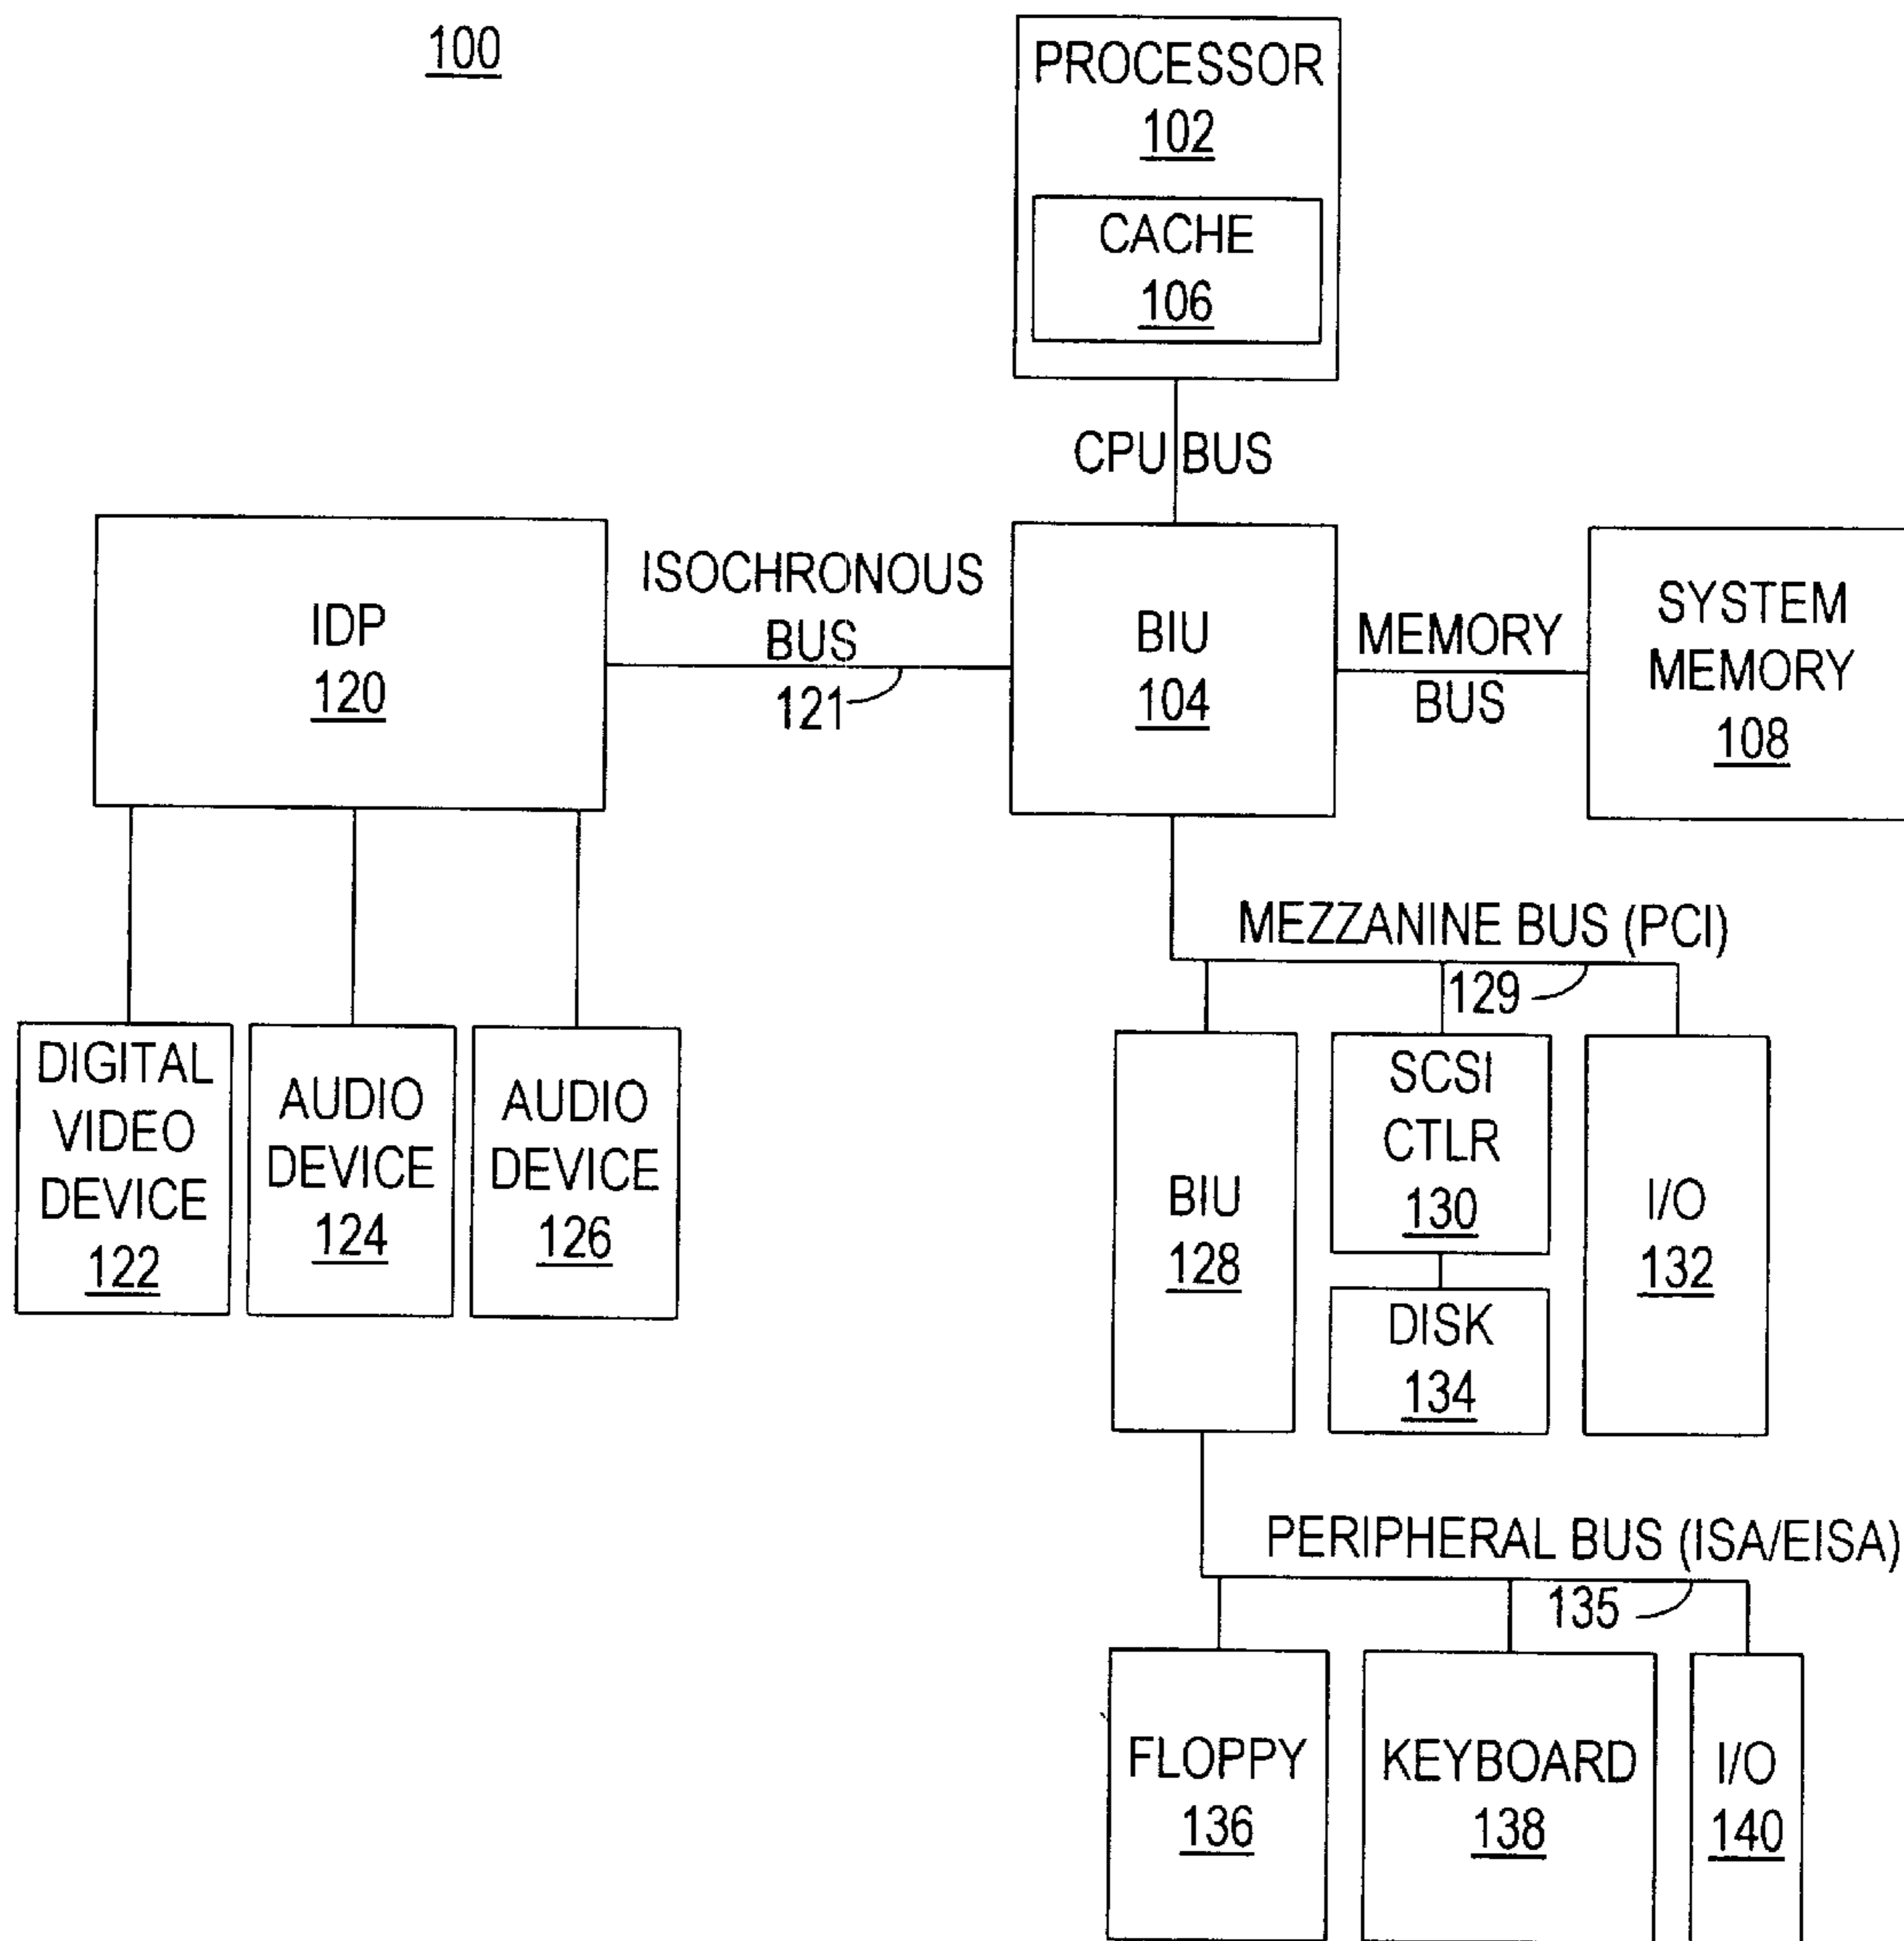 100
PROCESSOR
102
CACHE
106
CPU BUS
IDP
120
ISOCHRONOUS
BUS
121
BIU
104
MEMORY
BUS
SYSTEM
MEMORY
108
MEZZANINE BUS (PCI)
129
DIGITAL
VIDEO
DEVICE
122
AUDIO
DEVICE
124
AUDIO
DEVICE
126
BIU
128
SCSI
CTLR
130
DISK
134
I/O
132
PERIPHERAL BUS (ISA/EISA)
135
FLOPPY
136
KEYBOARD
138
I/O
140